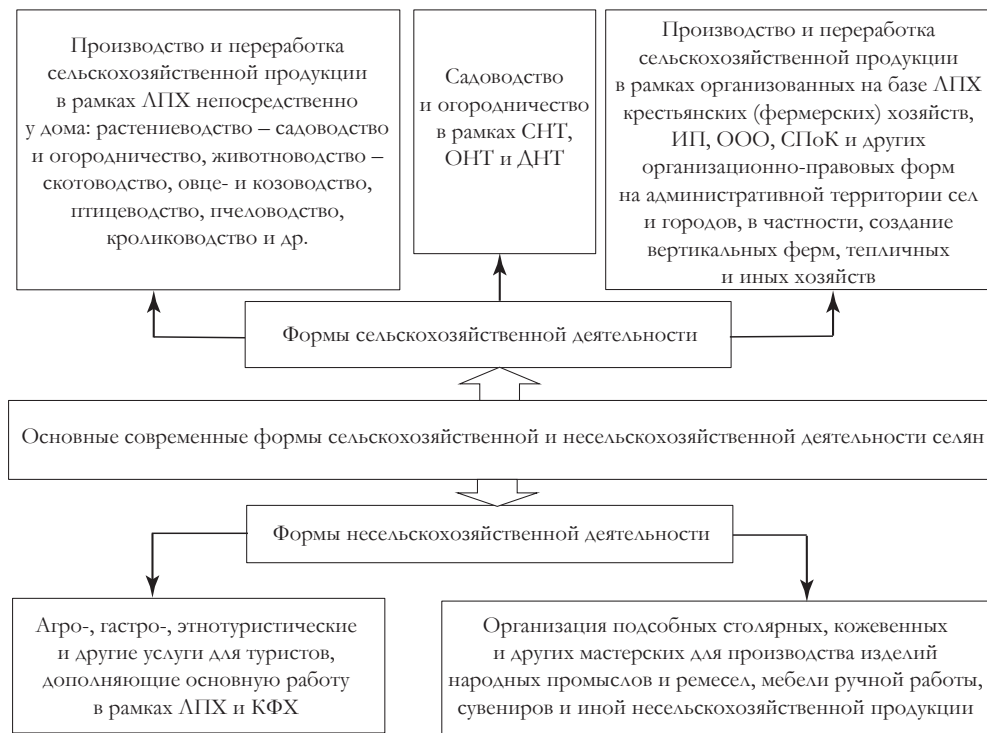 Производство и переработка
сельскохозяйственной продукции
в рамках ЛПХ непосредственно
у дома: растениеводство – садоводство
и огородничество, животноводство –
скотоводство, овце- и козоводство,
птицеводство, пчеловодство,
кролиководство и др.
Садоводство
и огородничество
в рамках СНТ,
ОНТ и ДНТ
Производство и переработка
сельскохозяйственной продукции
в рамках организованных на базе ЛПХ
крестьянских (фермерских) хозяйств,
ИП, ООО, СПоК и других
организационно-правовых форм
на административной территории сел
и городов, в частности, создание
вертикальных ферм, тепличных
и иных хозяйств
Формы сельскохозяйственной деятельности
Основные современные формы сельскохозяйственной и несельскохозяйственной деятельности селян
Формы несельскохозяйственной деятельности
Агро-, гастро-, этнотуристические
и другие услуги для туристов,
дополняющие основную работу
в рамках ЛПХ и КФХ
Организация подсобных столярных, кожевенных
и других мастерских для производства изделий
народных промыслов и ремесел, мебели ручной работы,
сувениров и иной несельскохозяйственной продукции